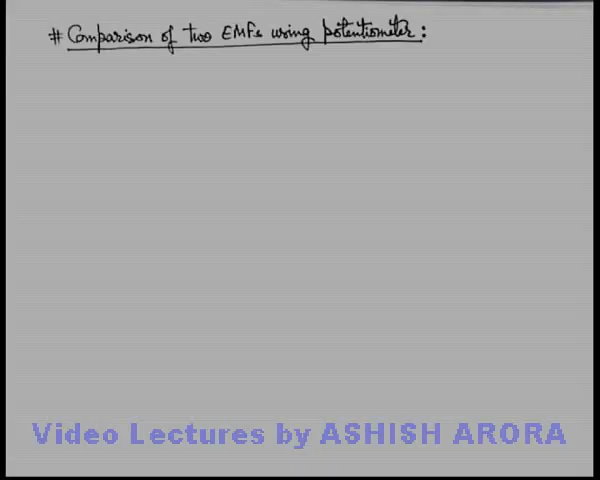 # Comparison of two EMFs using potentiometer :
Video Lectures by ASHISH ARORA